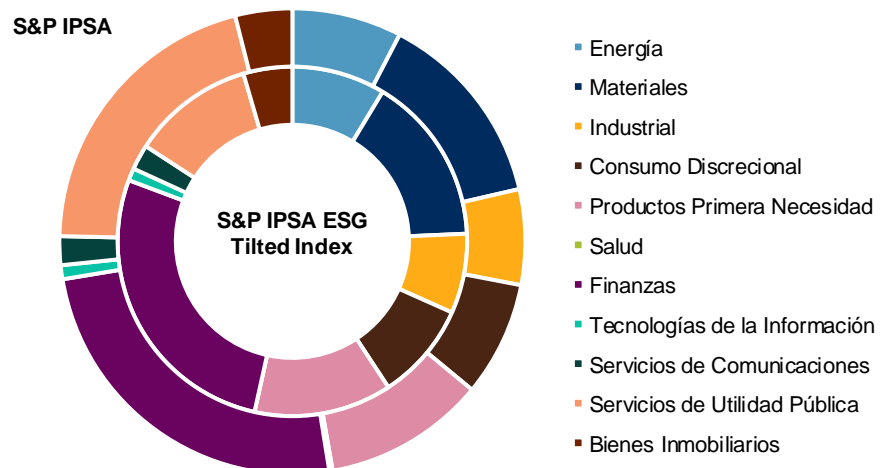 S&P IPSA
S&P IPSA ESG
Tilted Index
Energía
Materiales
Industrial
Consumo Discrecional
Productos Primera Necesidad
Salud
Finanzas
Tecnologías de la Información
Servicios de Comunicaciones
Servicios de Utilidad Pública
Bienes Inmobiliarios